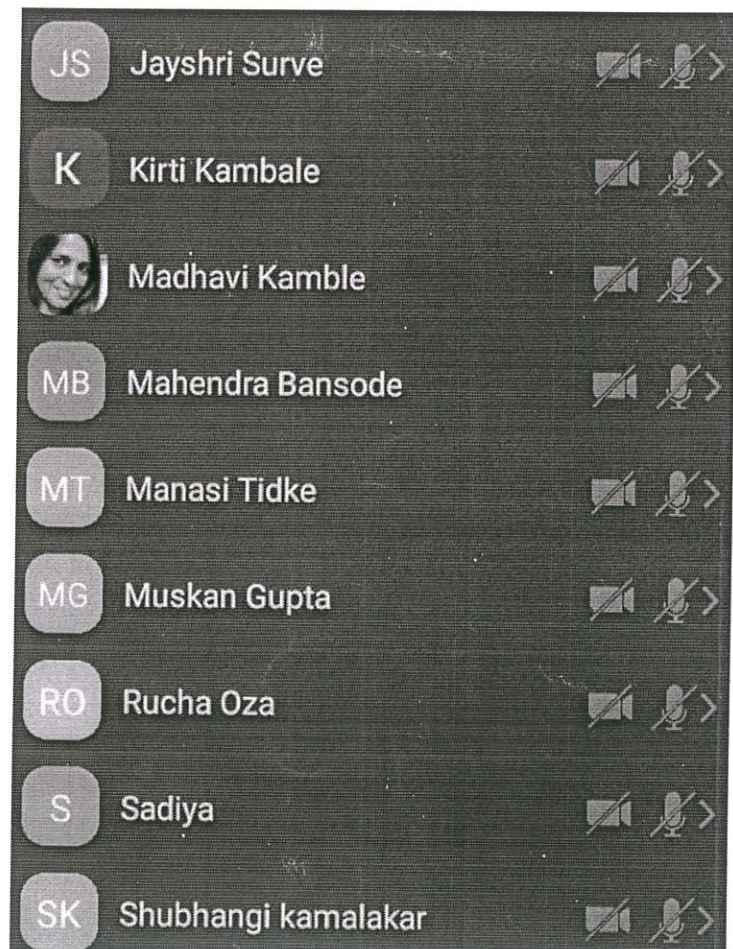 JS Jayshri Surve
K Kirti Kambale
Madhavi Kamble
MB Mahendra Bansode
MT Manasi Tidke
MG Muskan Gupta
RO Rucha Oza
S Sadiya
SK Shubhangi kamalakar